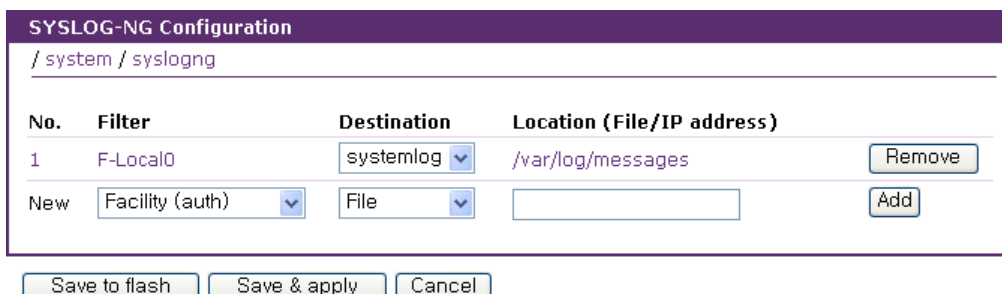 SYSLOG-NG Configuration
/ system / syslogng
No. Filter Destination Location (File/IP address)
1 F-Local0 systemlog /var/log/messages Remove
New Facility (auth) File Add
Save to flash Save & apply Cancel